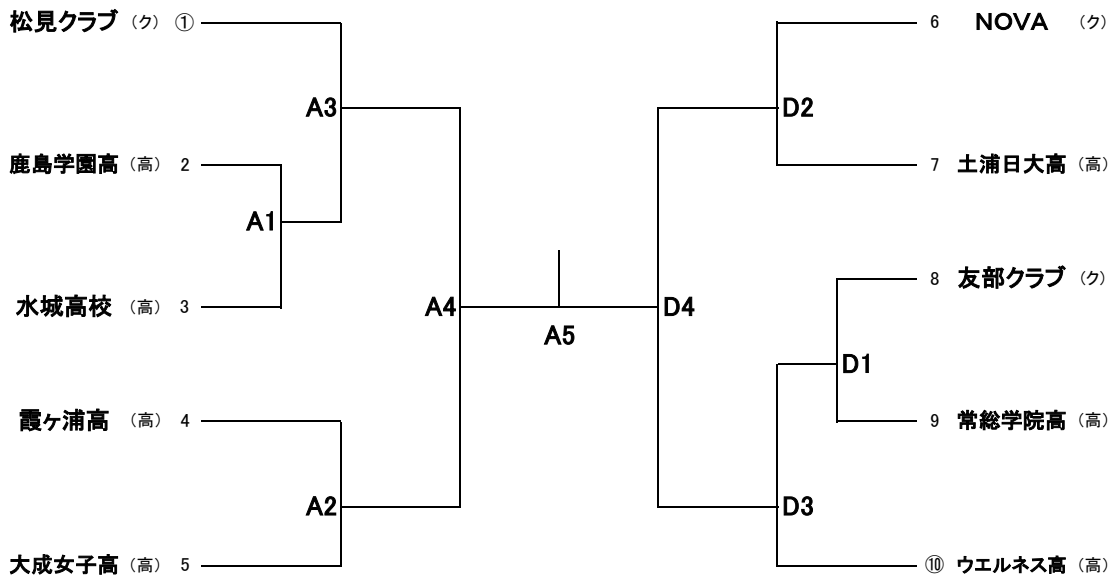 松見クラブ (ク) ①
鹿島学園高 (高) 2
水城高校 (高) 3
霞ヶ浦高 (高) 4
大成女子高 (高) 5
A3
A1
A4
A2
A5
D4
D2
D1
D3
6 NOVA (ク)
7 土浦日大高 (高)
8 友部クラブ (ク)
9 常総学院高 (高)
⑩ ウエルネス高 (高)